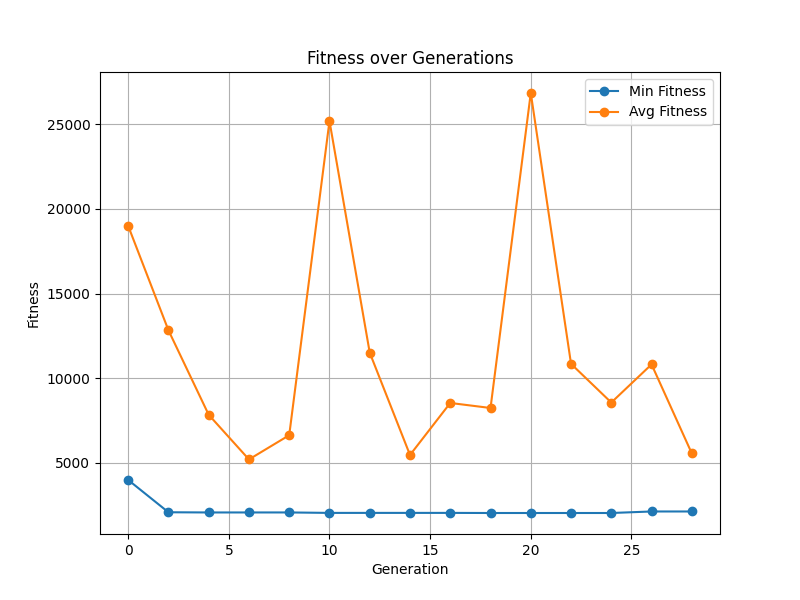 Fitness over Generations
Min Fitness
Avg Fitness
25000
20000
15000
10000
5000
Fitness
0 5 10 15 20 25
Generation